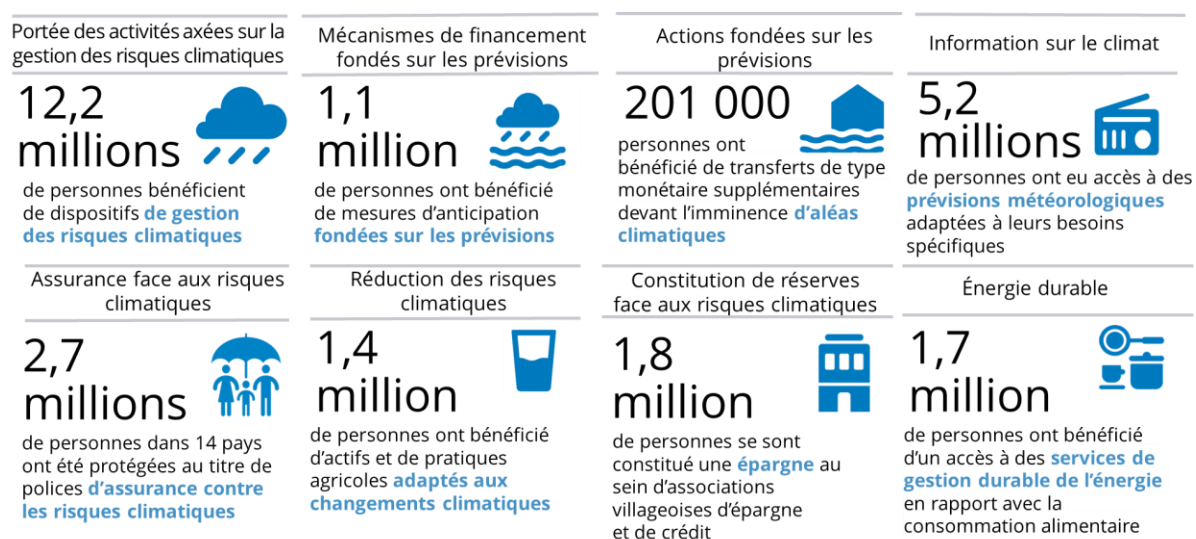 Portée des activités axées sur la
gestion des risques climatiques
12,2
millions
de personnes bénéficient
de dispositifs de gestion
des risques climatiques
Mécanismes de financement
fondés sur les prévisions
1,1
million
de personnes ont bénéficié
de mesures d’anticipation
fondées sur les prévisions
Actions fondées sur les
prévisions
201 000
personnes ont
bénéficié de transferts de type
monétaire supplémentaires
devant l’imminence d’aléas
climatiques
Information sur le climat
5,2
millions
de personnes ont eu accès à des
prévisions météorologiques
adaptées à leurs besoins
spécifiques
Assurance face aux risques
climatiques
2,7
millions
de personnes dans 14 pays
ont été protégées au titre de
polices d’assurance contre
les risques climatiques
Réduction des risques
climatiques
1,4
million
de personnes ont bénéficié
d’actifs et de pratiques
agricoles adaptés aux
changements climatiques
Constitution de réserves
face aux risques climatiques
1,8
million
de personnes se sont
constitué une épargne au
sein d’associations
villageoises d’épargne
et de crédit
Énergie durable
1,7
million
de personnes ont bénéficié
d’un accès à des services de
gestion durable de l’énergie
en rapport avec la
consommation alimentaire